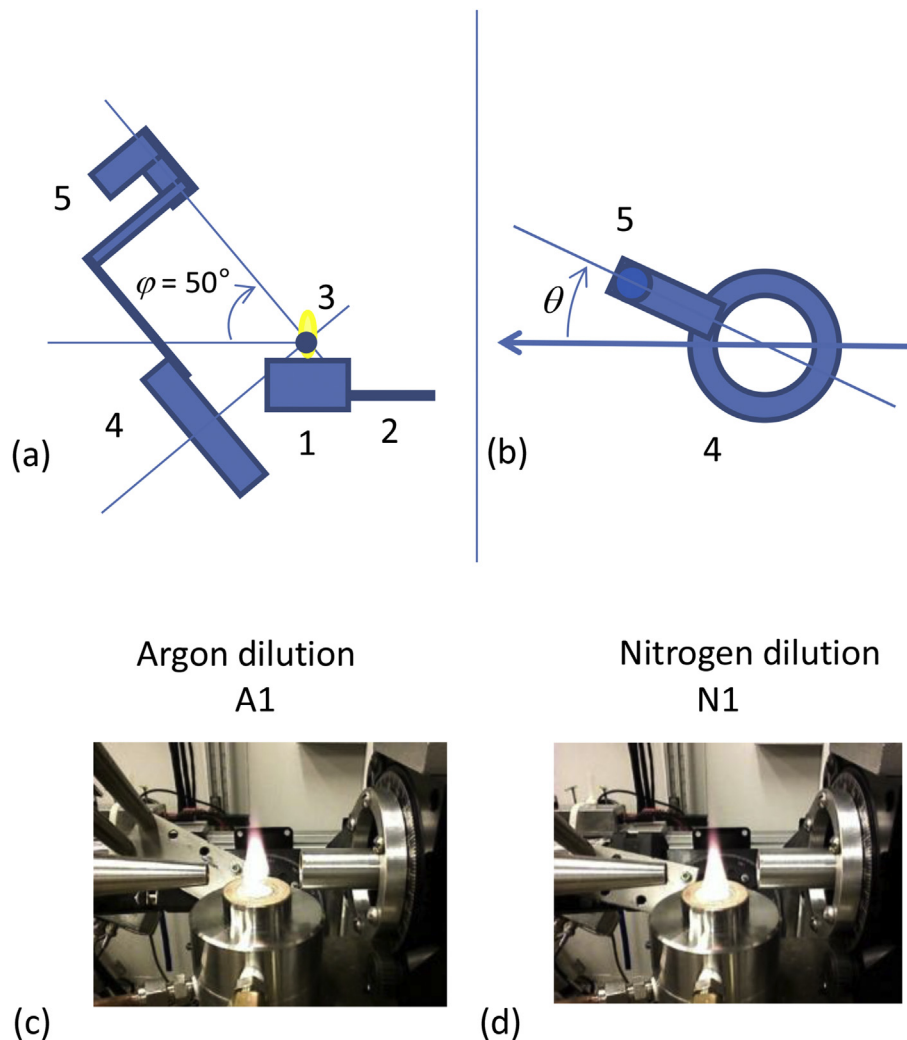 5
φ = 50°
3
4
1
2
(a)
5
θ
4
(b)
Argon dilution
A1
Nitrogen dilution
N1
(c)
(d)